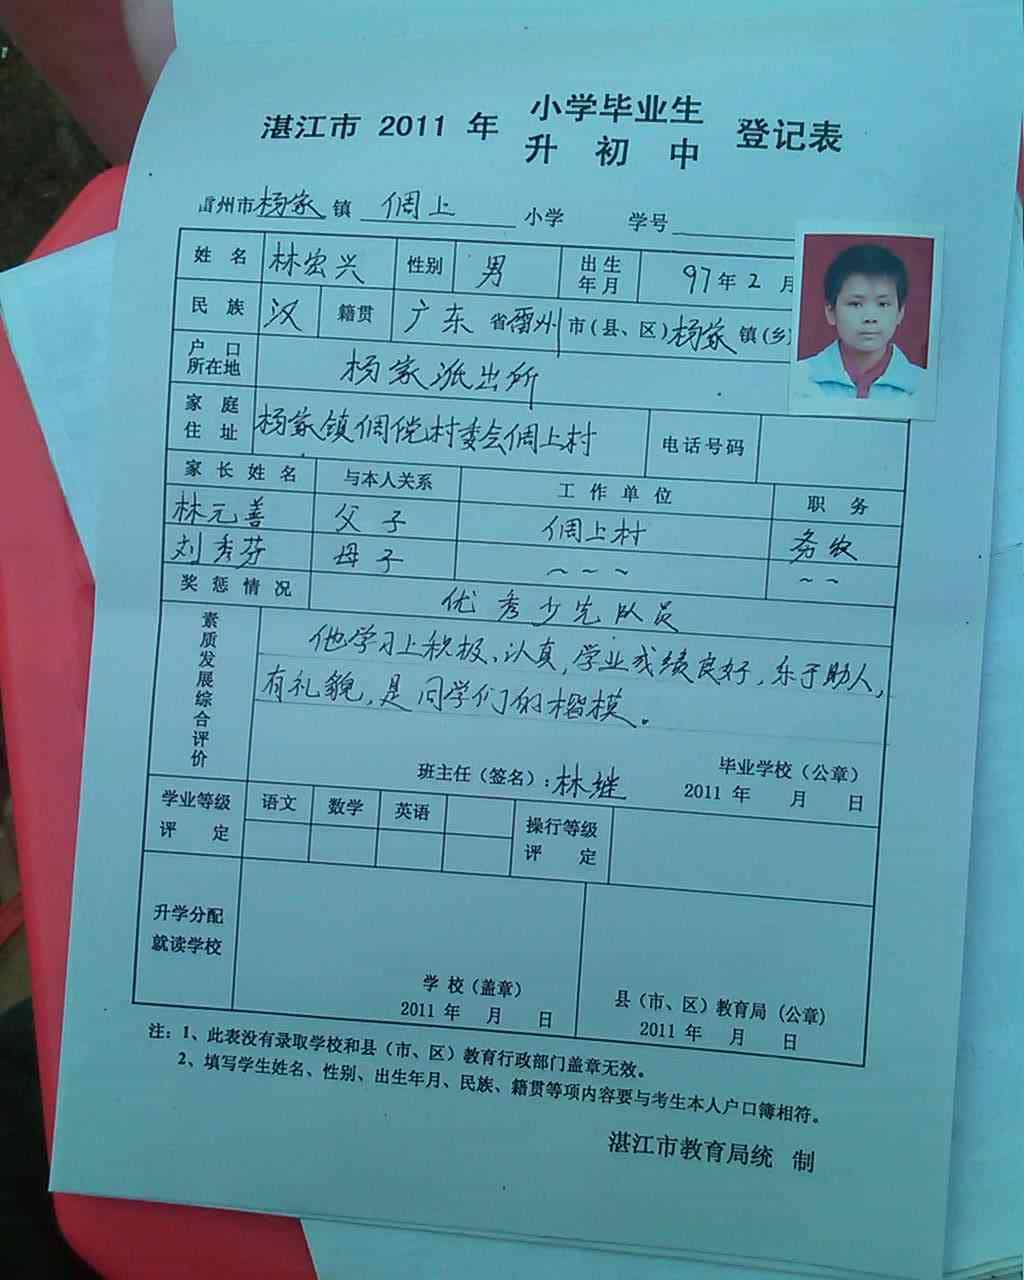 湛江市 2011 年 小学毕业生 登记表
升 初 中
雷州市杨家镇 倜上 小学 学号
姓名 林宏兴 性别 男 出生年月 97年2月
民族 汉 籍贯 广东省雷州市(县、区)杨家镇(乡)
户口所在地 杨家派出所
家庭住址 杨家镇倜傥村委会倜上村 电话号码
家长姓名 与本人关系 工作单位 职务
林元善 父子 倜上村 务农
刘秀芬 母子 ~ ~ ~ ~ ~
奖惩情况 优秀少先队员
素质发展综合评价
他学习上积极、认真,学业成绩良好,乐于助人,
有礼貌,是同学们的楷模。
毕业学校(公章)
班主任(签名):林继 2011 年 月 日
学业等级评定 语文 数学 英语 操行等级评定
升学分配就读学校
学校(盖章) 县(市、区)教育局(公章)
2011 年 月 日 2011 年 月 日
注:1、此表没有录取学校和县(市、区)教育行政部门盖章无效。
2、填写学生姓名、性别、出生年月、民族、籍贯等项内容要与考生本人户口簿相符。
湛江市教育局统 制